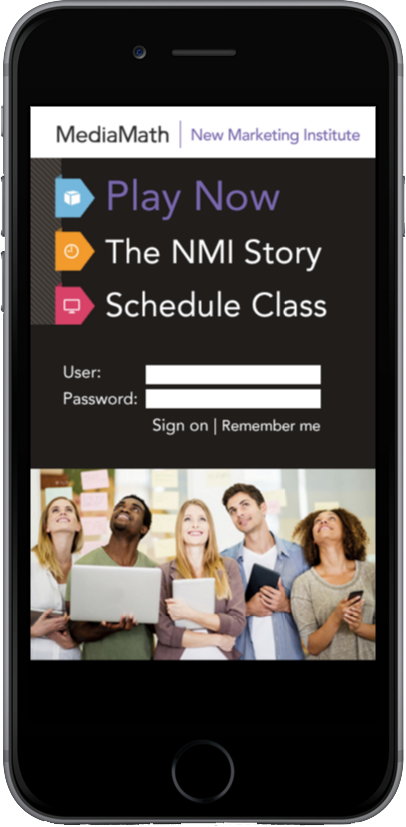 MediaMath | New Marketing Institute
Play Now
The NMI Story
Schedule Class
User:
Password:
Sign on | Remember me